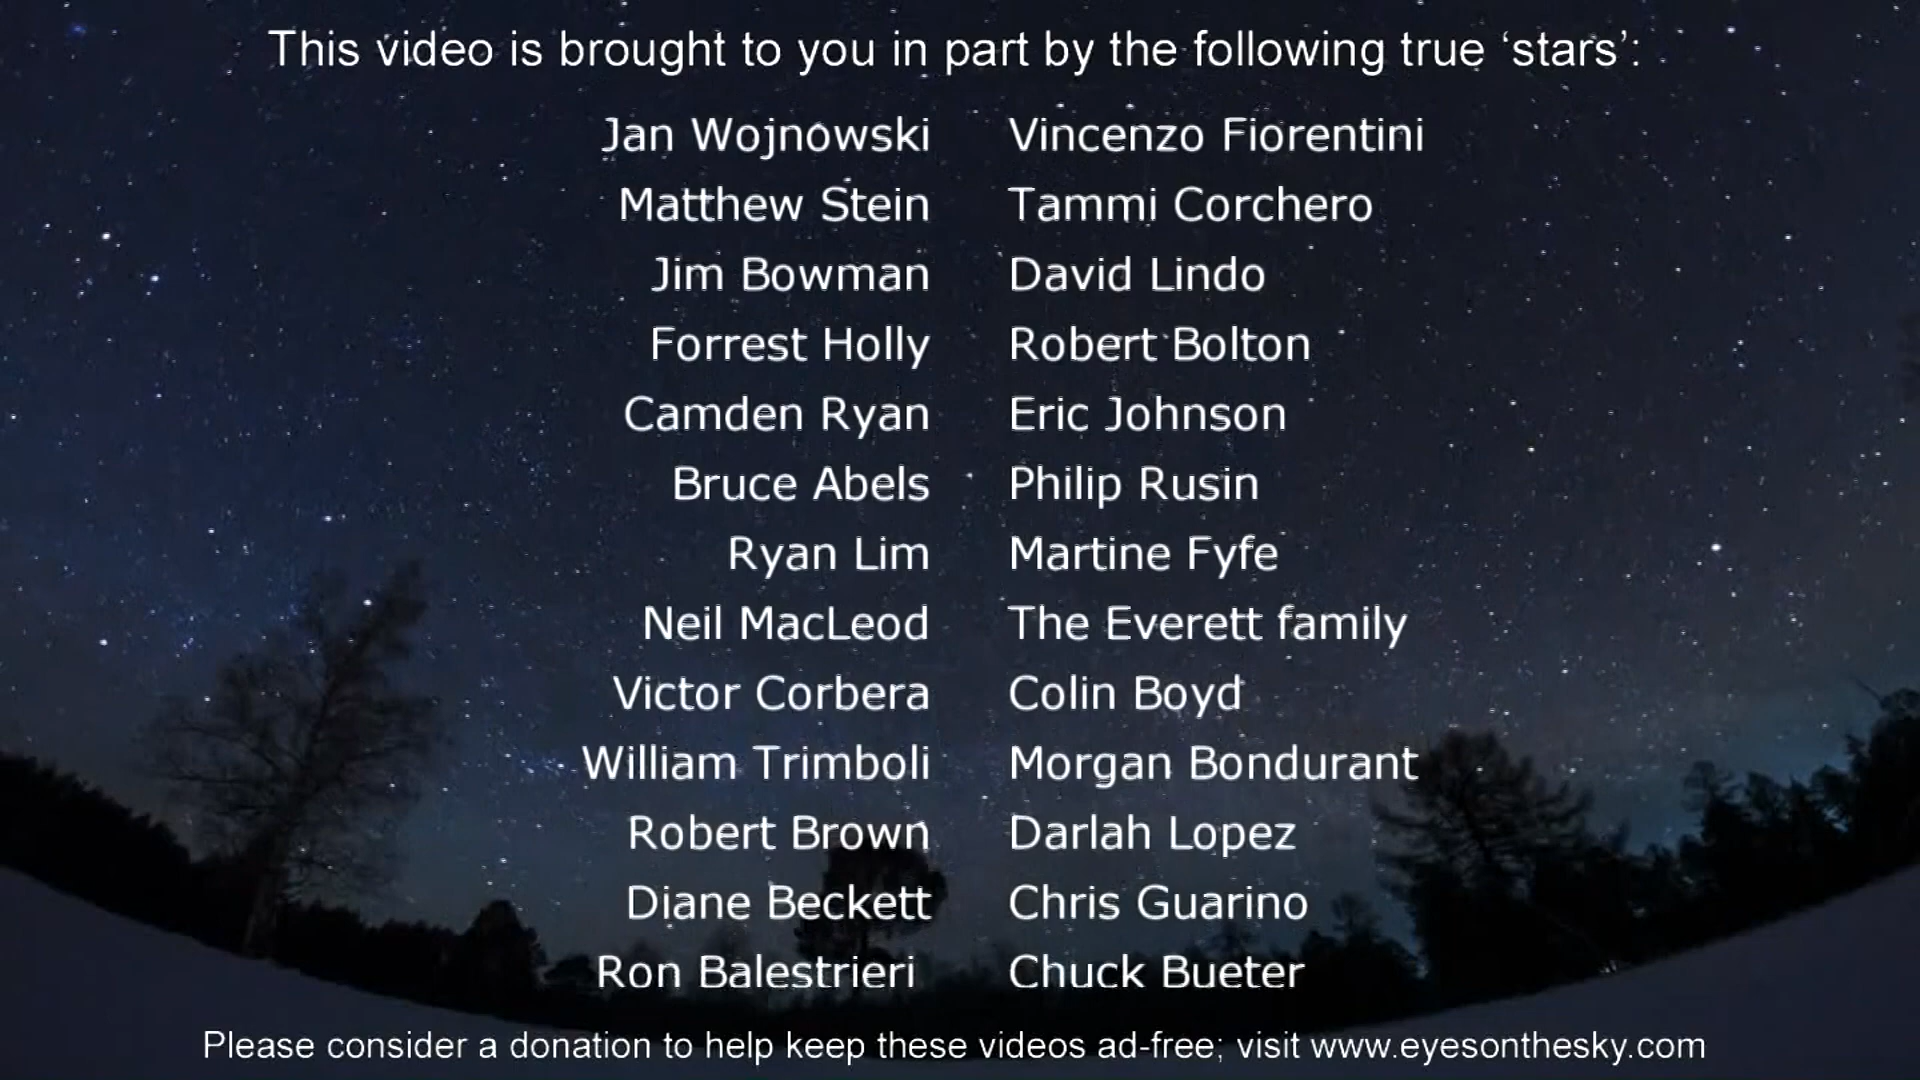 This video is brought to you in part by the following true ‘stars’:
Jan Wojnowski Vincenzo Fiorentini
Matthew Stein Tammi Corchero
Jim Bowman David Lindo
Forrest Holly Robert Bolton
Camden Ryan Eric Johnson
Bruce Abels Philip Rusin
Ryan Lim Martine Fyfe
Neil MacLeod The Everett family
Victor Corbera Colin Boyd
William Trimboli Morgan Bondurant
Robert Brown Darlah Lopez
Diane Beckett Chris Guarino
Ron Balestrieri Chuck Bueter
Please consider a donation to help keep these videos ad-free; visit www.eyesonthesky.com